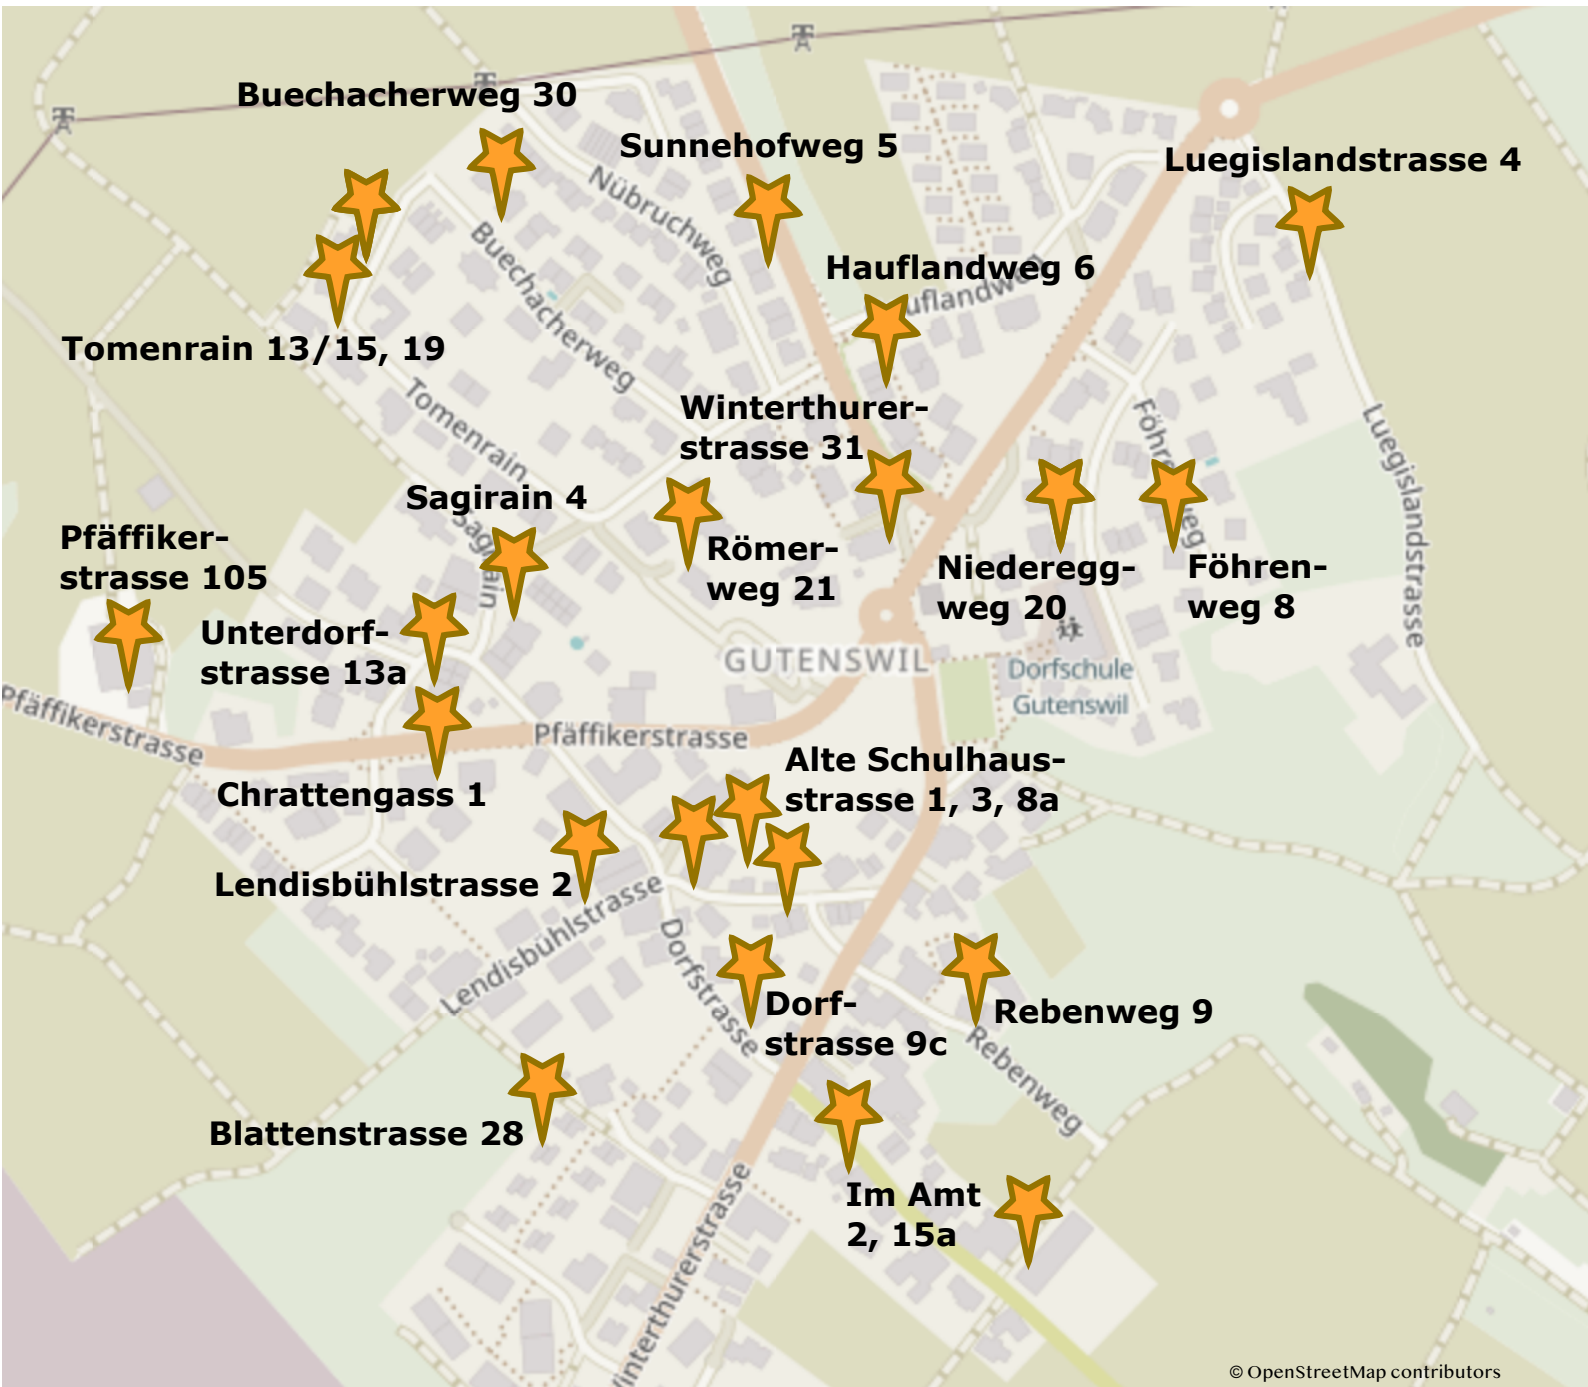 Buechacherweg 30
Sunnehofweg 5
Luegislandstrasse 4
Nübruchweg
Buechacherweg
Hauflandweg 6
uflandweg
Tomenrain 13/15, 19
Tomenrain
Winterthurer-
strasse 31
Föhre
weg
Luegislandstrasse
Sagirain 4
Sagirain
Pfäffiker-
strasse 105
Römer-
weg 21
Niederegg-
weg 20
Föhren-
weg 8
Unterdorf-
strasse 13a
GUTENSWIL
Dorfschule
Gutenswil
Pfäffikerstrasse
Pfäffikerstrasse
Chrattengass 1
Alte Schulhaus-
strasse 1, 3, 8a
Lendisbühlstrasse 2
Lendisbühlstrasse
Dorfstrasse
Dorf-
strasse 9c
Rebenweg 9
Rebenweg
Blattenstrasse 28
Im Amt
2, 15a
Winterthurerstrasse
© OpenStreetMap contributors